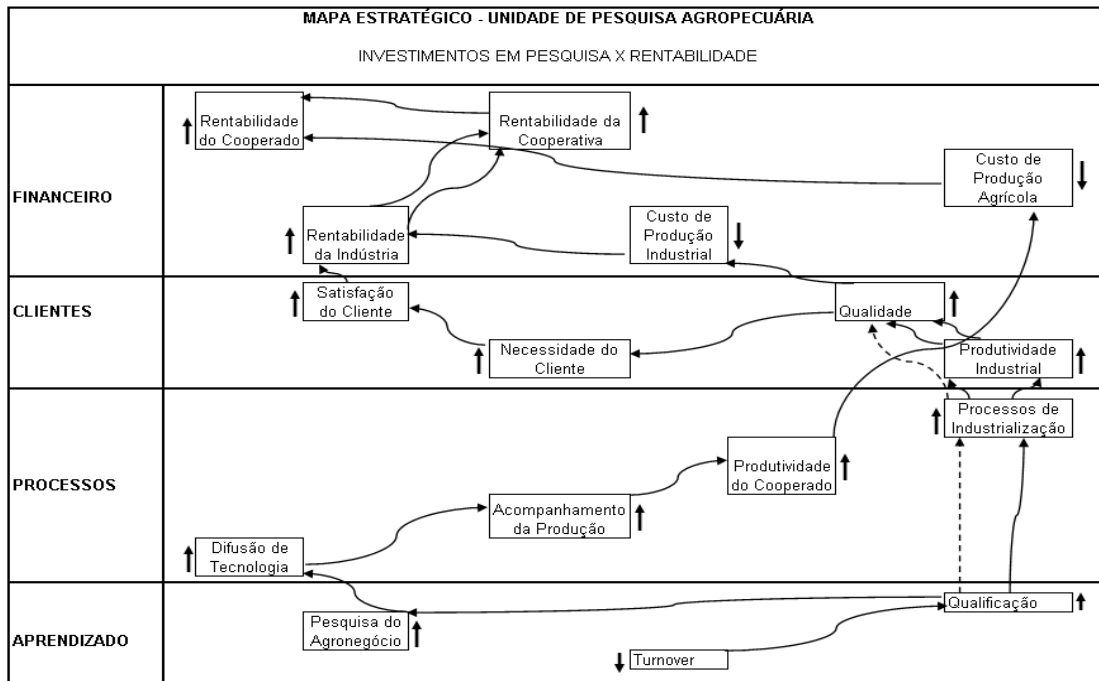 MAPA ESTRATÉGICO - UNIDADE DE PESQUISA AGROPECUÁRIA
INVESTIMENTOS EM PESQUISA X RENTABILIDADE
FINANCEIRO
Rentabilidade
do Cooperado
Rentabilidade da
Cooperativa
Custo de
Produção
Agrícola
Rentabilidade
da Indústria
Custo de
Produção
Industrial
CLIENTES
Satisfação
do Cliente
Qualidade
Necessidade do
Cliente
Produtividade
Industrial
PROCESSOS
Processos de
Industrialização
Produtividade
do Cooperado
Acompanhamento
da Produção
Difusão de
Tecnologia
APRENDIZADO
Qualificação
Pesquisa do
Agronegócio
Turnover